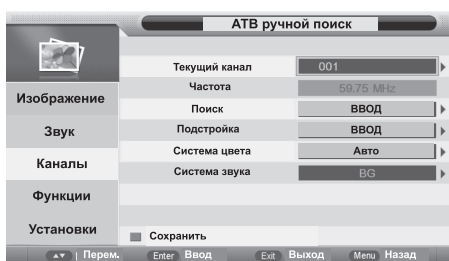 АТВ ручной поиск
Текущий канал 001
Частота 59.75 MHz
Изображение
Поиск ВВОД
Звук
Подстройка ВВОД
Система цвета Авто
Каналы
Система звука BG
Функции
Установки
Сохранить
Перем. Enter Ввод Exit Выход Menu Назад